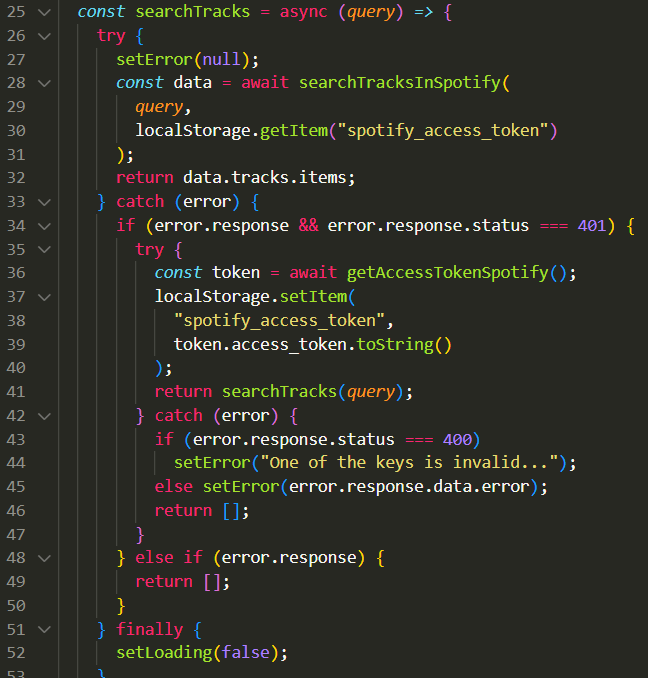 25 const searchTracks = async (query) => {
26 try {
27 setError(null);
28 const data = await searchTracksInSpotify(
29 query,
30 localStorage.getItem("spotify_access_token")
31 );
32 return data.tracks.items;
33 } catch (error) {
34 if (error.response && error.response.status === 401) {
35 try {
36 const token = await getAccessTokenSpotify();
37 localStorage.setItem(
38 "spotify_access_token",
39 token.access_token.toString()
40 );
41 return searchTracks(query);
42 } catch (error) {
43 if (error.response.status === 400)
44 setError("One of the keys is invalid...");
45 else setError(error.response.data.error);
46 return [];
47 }
48 } else if (error.response) {
49 return [];
50 }
51 } finally {
52 setLoading(false);
53 }